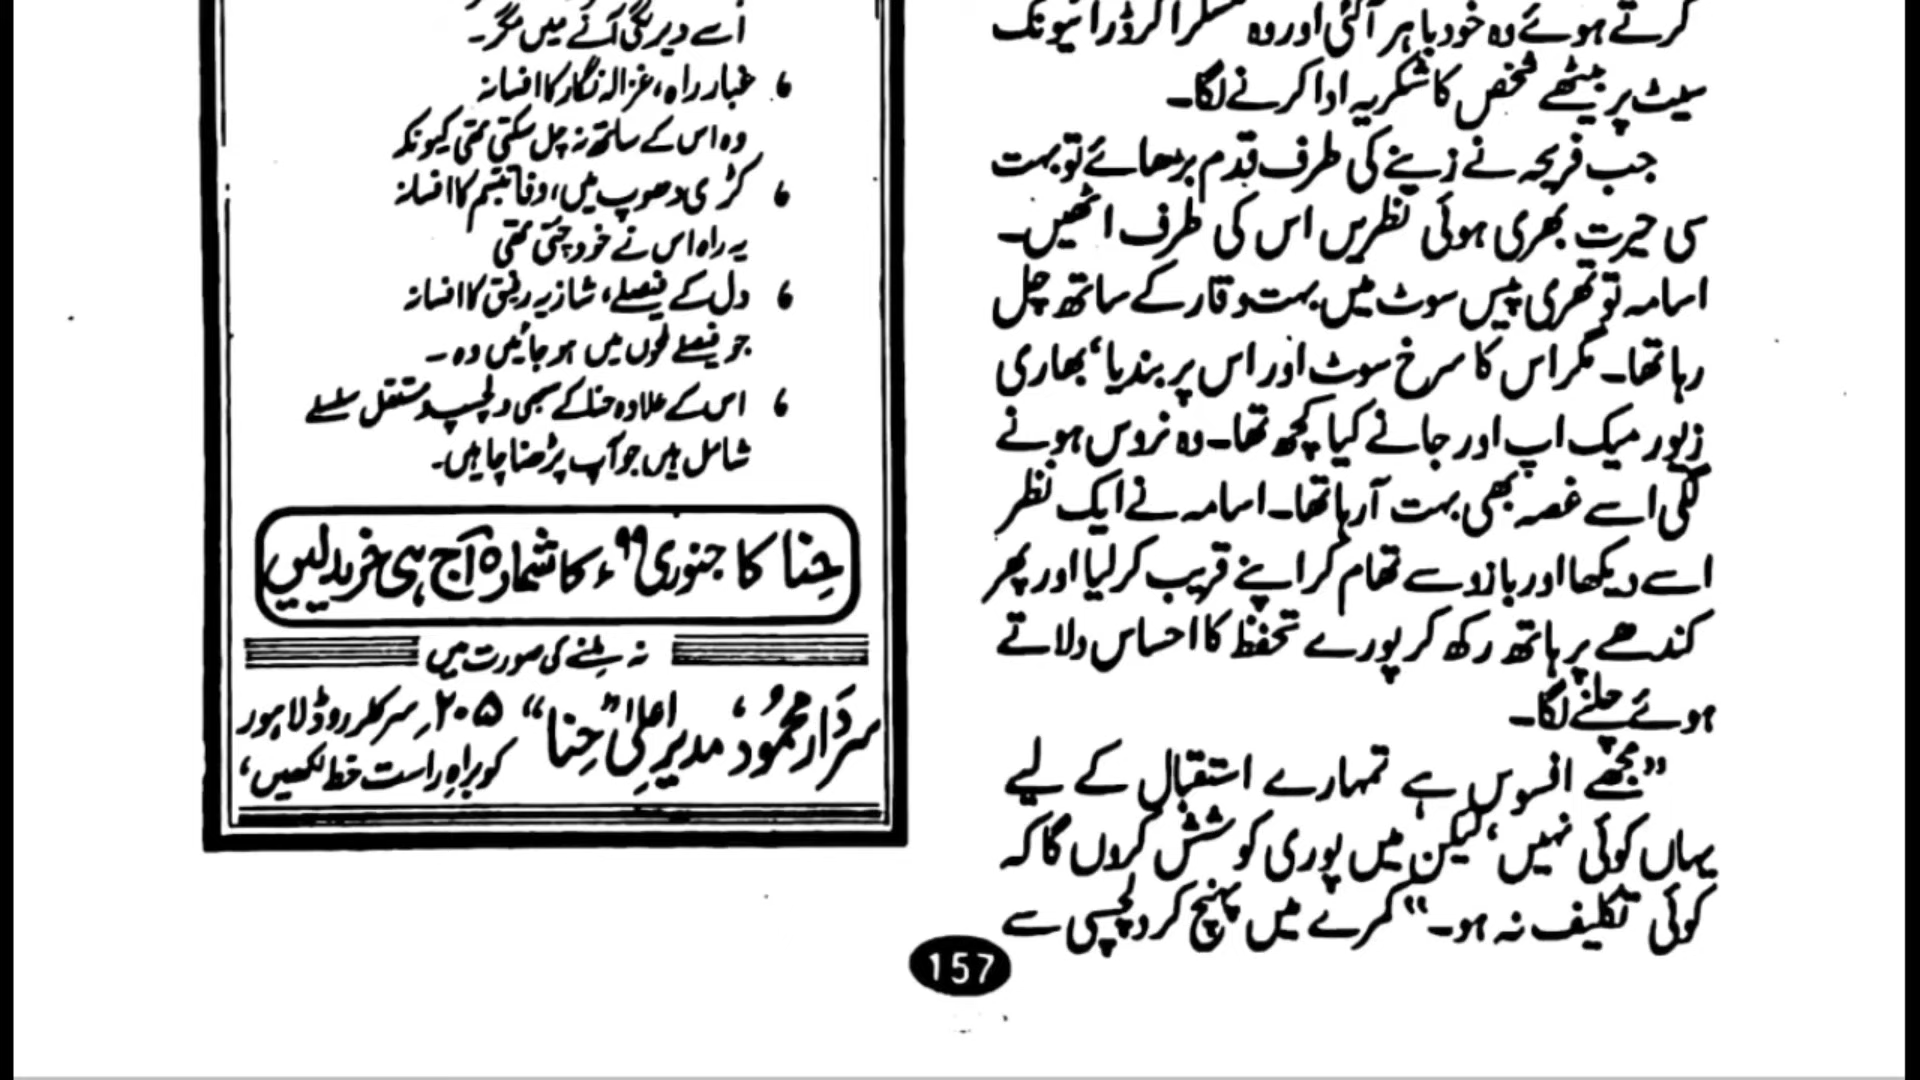 کرتے ہوئے وہ خود باہر آگئی اور وہ مسکرا کر ڈرائیونگ
سیٹ پر بیٹھے شخص کا شکریہ ادا کرنے لگا۔
جب فریحہ نے زینے کی طرف قدم بڑھائے تو بہت
سی حیرت بھری ہوئی نظریں اس کی طرف اٹھیں۔
اسامہ تو تھری پیس سوٹ میں بہت وقار کے ساتھ چل
رہا تھا۔ مگر اس کا سرخ سوٹ اور اس پر بندیا، بھاری
زیور میک اپ اور جانے کیا کچھ تھا۔ وہ نروس ہونے
لگی اسے غصہ بھی بہت آرہا تھا۔ اسامہ نے ایک نظر
اسے دیکھا اور بازو سے تھام کر اپنے قریب کرلیا اور پھر
کندھے پر ہاتھ رکھ کر پورے تحفظ کا احساس دلاتے
ہوئے چلنے لگا۔
”مجھے افسوس ہے تمہارے استقبال کے لیے
یہاں کوئی نہیں، لیکن میں پوری کوشش کروں گا کہ
کوئی تکلیف نہ ہو۔“ کمرے میں پہنچ کر دلچسپی سے
اسے دیر لگی آنے میں مگر۔
، غبار راہ، غزالہ نگار کا افسانہ
وہ اس کے ساتھ نہ چل سکتی تھی کیونکہ
، کڑی دھوپ میں، وفا تبسم کا افسانہ
یہ راہ اس نے خود چنی تھی
، دل کے فیصلے، شازیہ رفیق کا افسانہ
جو فیصلے لمحوں میں ہو جائیں وہ ۔
، اس کے علاوہ حنا کے سبھی دلچسپ و مستقل سلسلے
شامل ہیں جو آپ پڑھنا چاہیں۔
حِنا کا جنوری ۹۹ء کا شمارہ آج ہی خرید لیں
نہ ملنے کی صورت میں
سردار محمُود، مدیر اعلیٰ ”حِنا“ ۲۰۵ سرکلر روڈ لاہور
کو براہِ راست خط لکھیں،
157